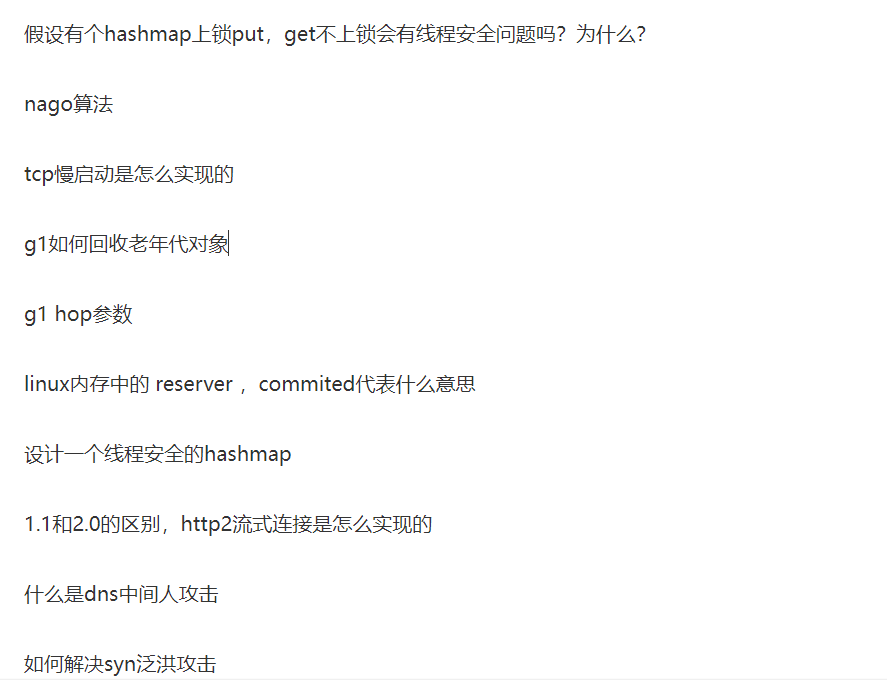 假设有个hashmap上锁put，get不上锁会有线程安全问题吗？为什么？
nago算法
tcp慢启动是怎么实现的
g1如何回收老年代对象
g1 hop参数
linux内存中的 reserver ，commited代表什么意思
设计一个线程安全的hashmap
1.1和2.0的区别，http2流式连接是怎么实现的
什么是dns中间人攻击
如何解决syn泛洪攻击